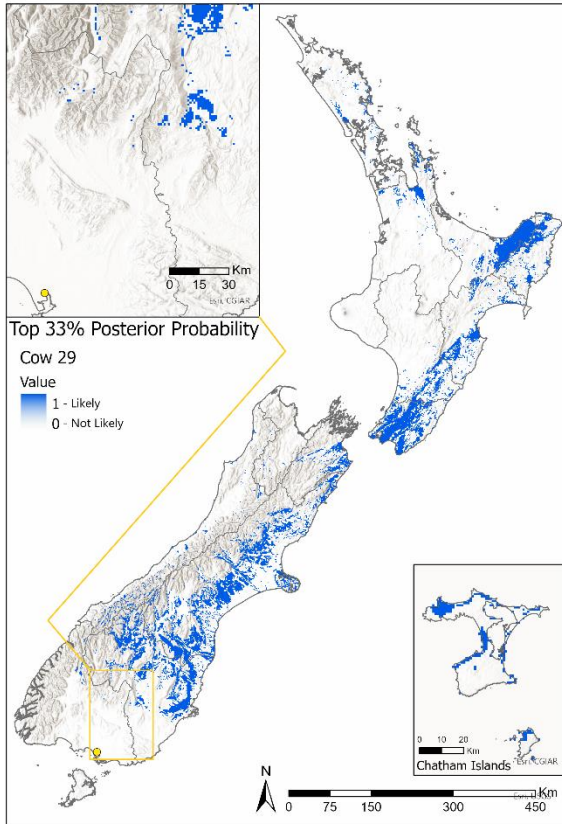 Km
0 15 30
Esri, CGIAR
Top 33% Posterior Probability
Cow 29
Value
1 - Likely
0 - Not Likely
0 10 20
Km
Esri, CGIAR
Chatham Islands
N
Km
0 75 150 300 450